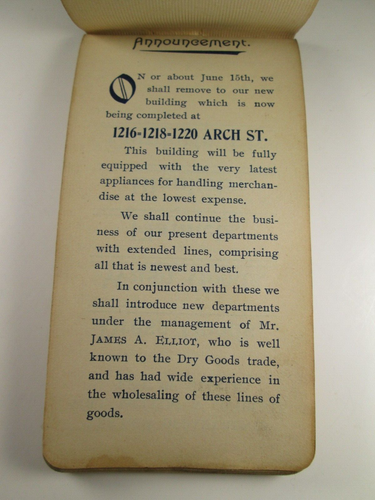 Announcement.
ON or about June 15th, we
shall remove to our new
building which is now
being completed at
1216-1218-1220 ARCH ST.
This building will be fully
equipped with the very latest
appliances for handling merchan-
dise at the lowest expense.
We shall continue the busi-
ness of our present departments
with extended lines, comprising
all that is newest and best.
In conjunction with these we
shall introduce new departments
under the management of Mr.
JAMES A. ELLIOT, who is well
known to the Dry Goods trade,
and has had wide experience in
the wholesaling of these lines of
goods.